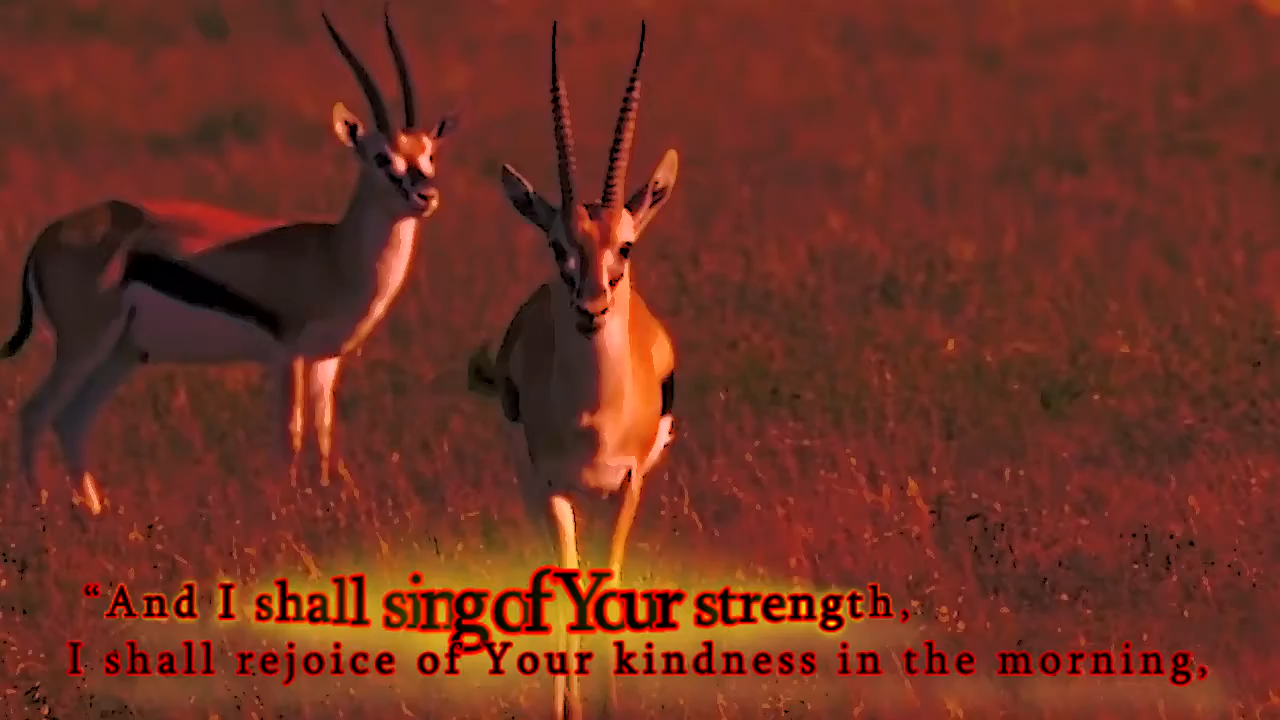 “And I shall sing of Your strength,
I shall rejoice of Your kindness in the morning,